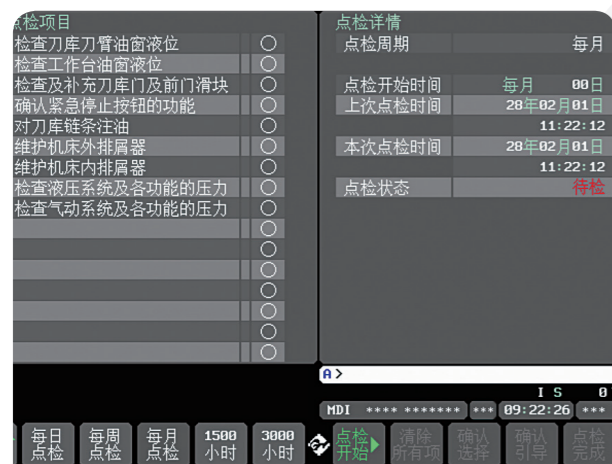 点检项目
检查刀库刀臂油窗液位
检查工作台油窗液位
检查及补充刀库门及前门滑块
确认紧急停止按钮的功能
对刀库链条注油
维护机床外排屑器
维护机床内排屑器
检查液压系统及各功能的压力
检查气动系统及各功能的压力
点检详情
点检周期 每月
点检开始时间 每月 00日
上次点检时间 28年02月01日
11:22:12
本次点检时间 28年02月01日
11:22:12
点检状态 待检
A>
I S 0
MDI **** ******* *** 09:22:26 ***
每日
点检
每周
点检
每月
点检
1500
小时
3000
小时
点检
开始
清除
所有项
确认
选择
确认
引导
点检
完成